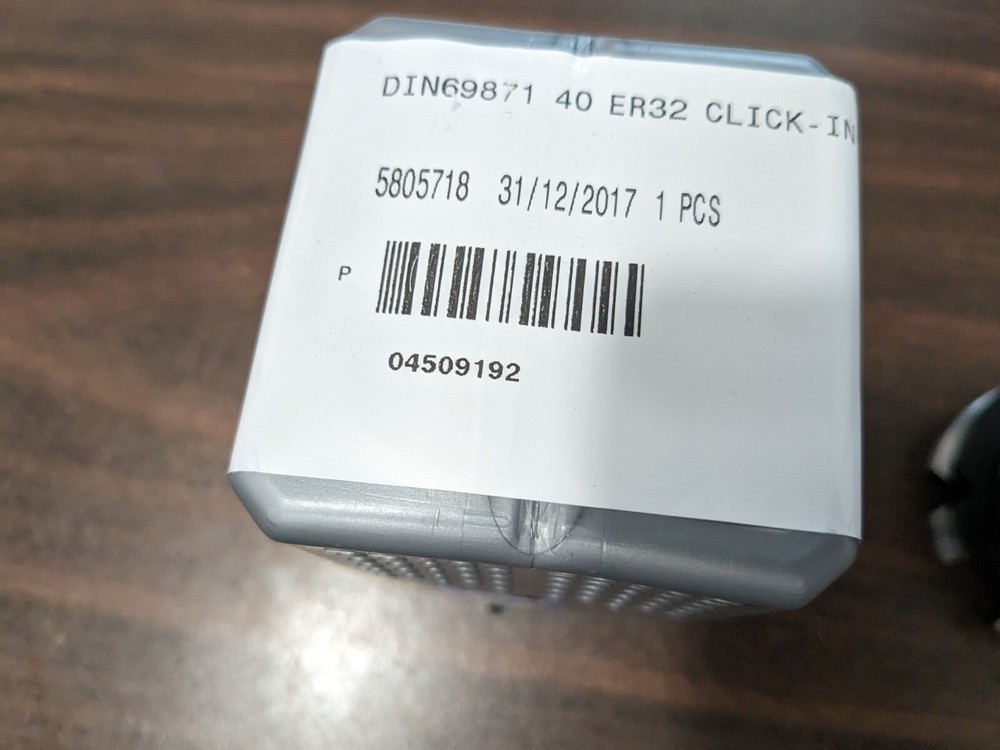 DIN69871 40 ER32 CLICK-IN
5805718 31/12/2017 1 PCS
P
04509192